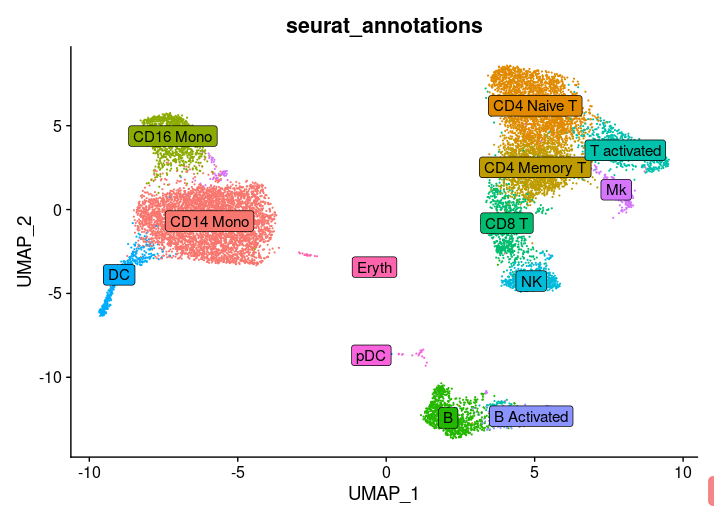 seurat_annotations
UMAP_2
5
0
-5
-10
CD16 Mono
CD14 Mono
DC
CD4 Naive T
T activated
CD4 Memory T
Mk
CD8 T
NK
Eryth
pDC
B
B Activated
-10
-5
0
5
10
UMAP_1